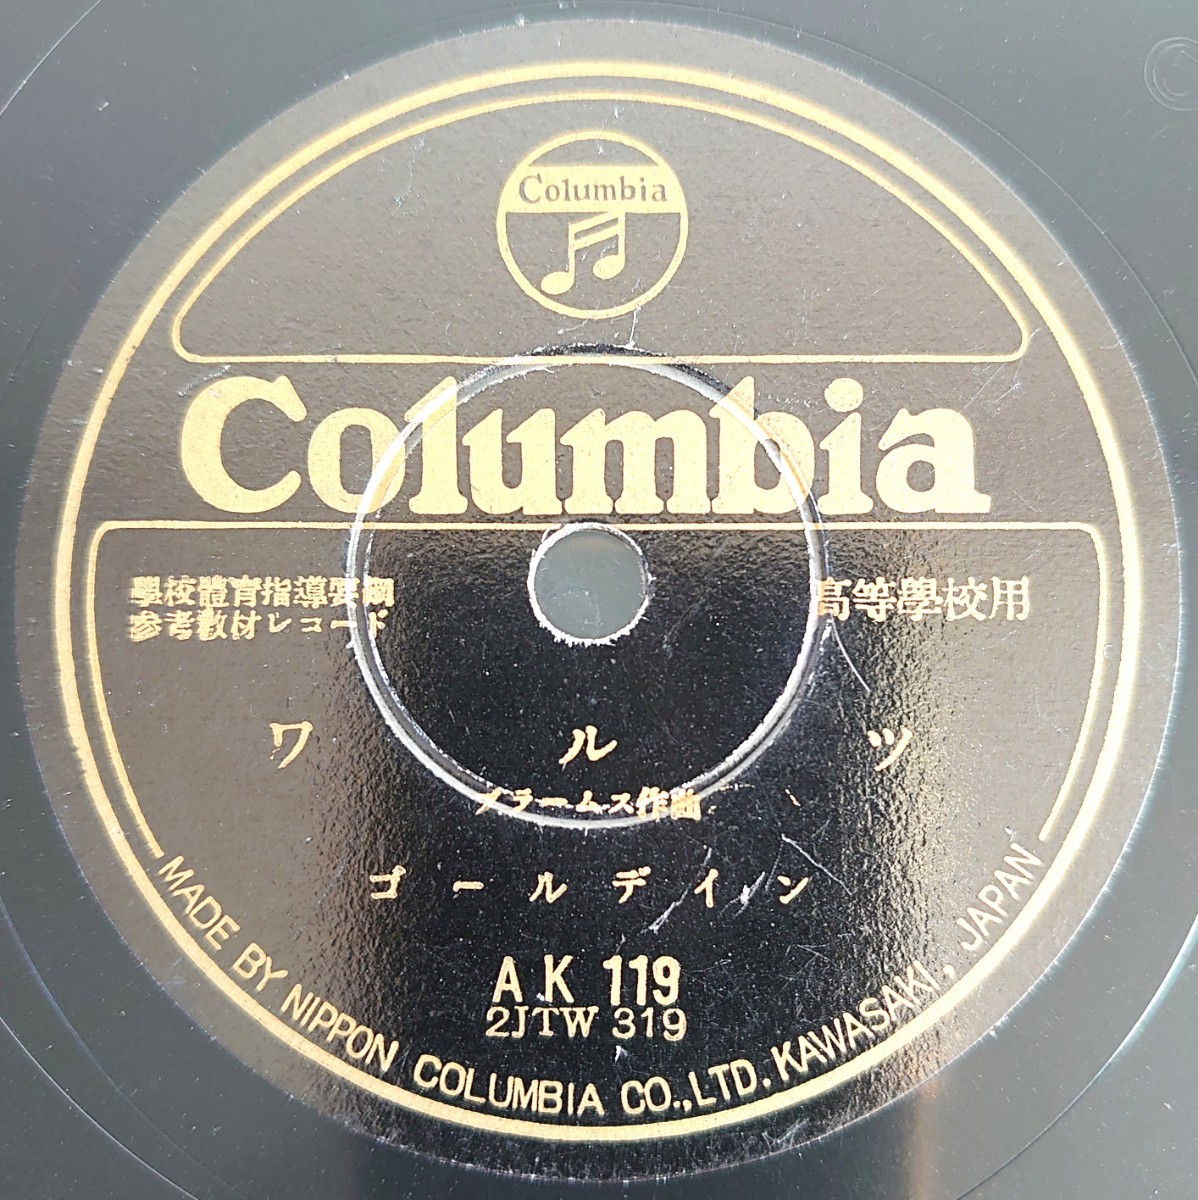 Columbia
Columbia
學校體育指導要綱
参考教材レコード
高等學校用
ワルツ
ブラームス作曲
ゴールデイン
AK 119
2JTW 319
MADE BY NIPPON COLUMBIA CO.,LTD. KAWASAKI, JAPAN